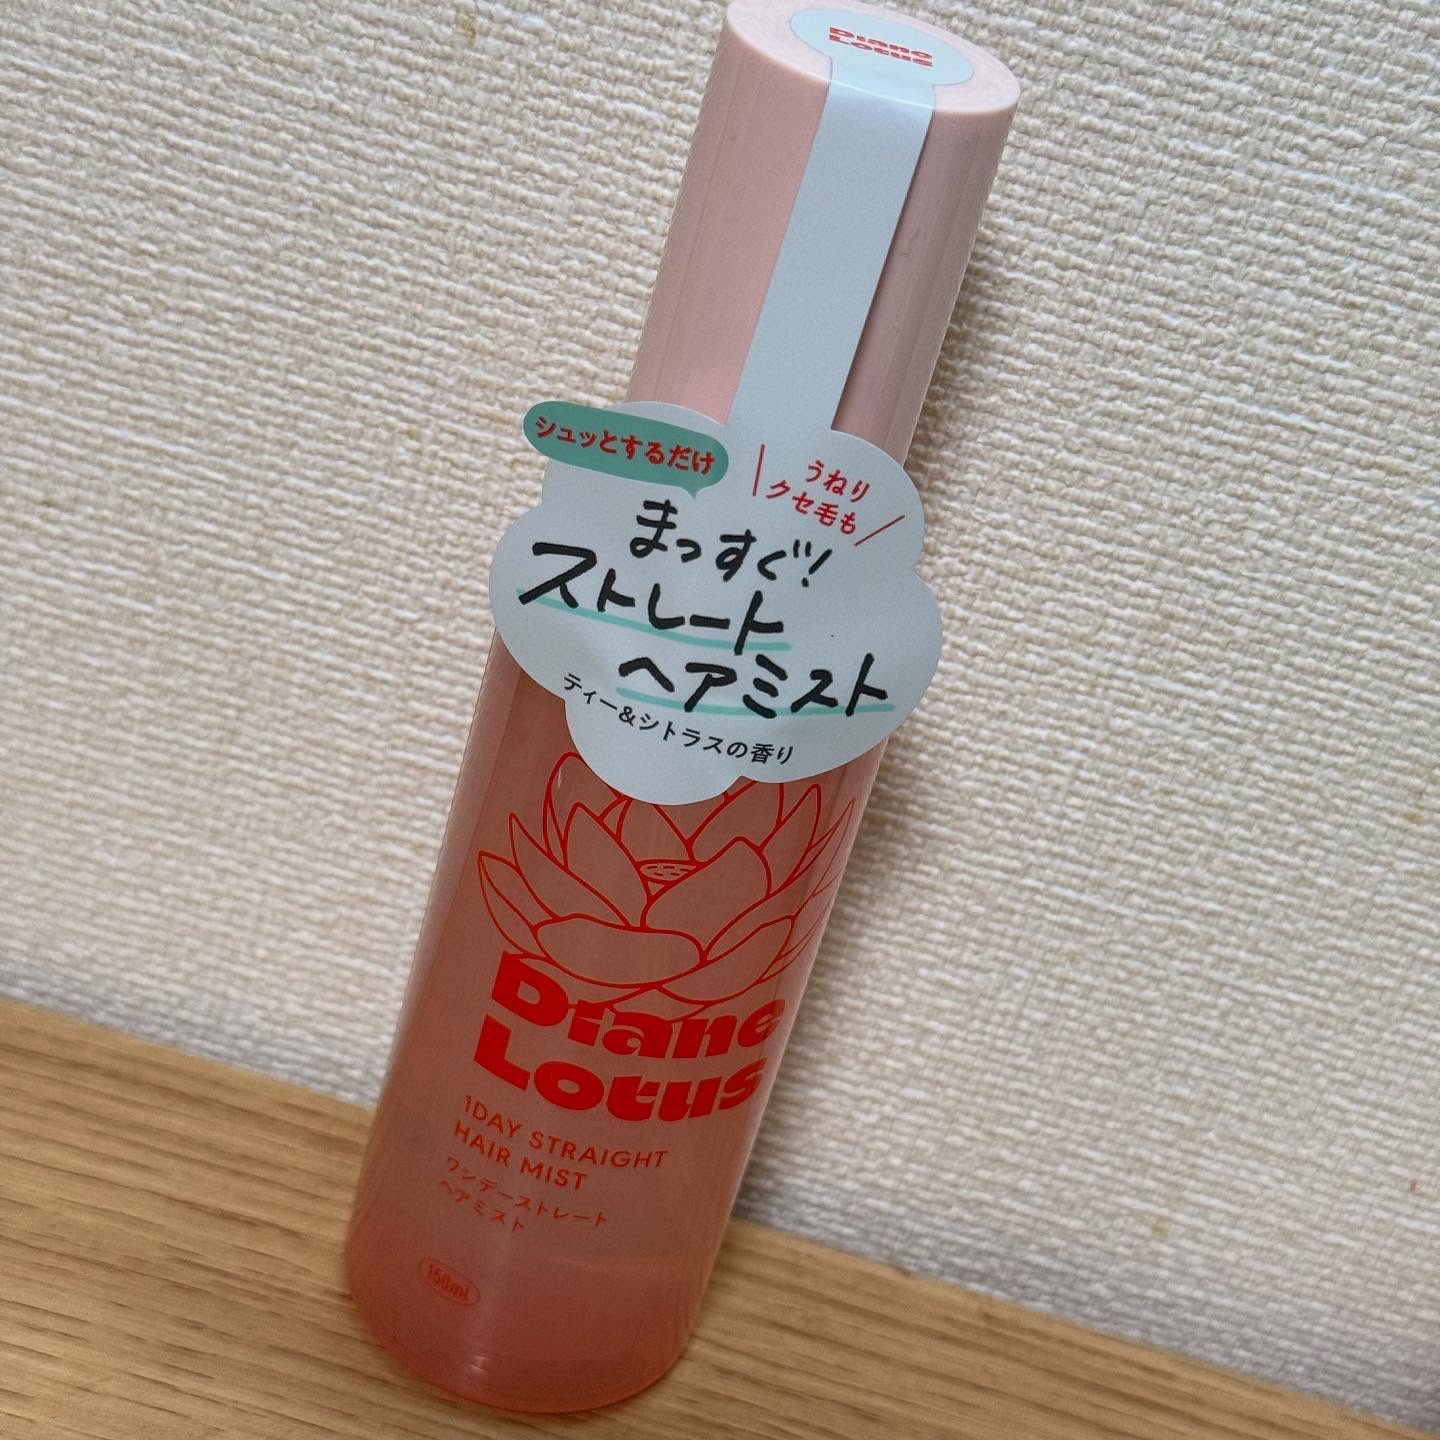 Diane
Lotus
シュッとするだけ
うねり
クセ毛も
まっすぐ!
ストレート
ヘアミスト
ティー&シトラスの香り
Diane
Lotus
1DAY STRAIGHT
HAIR MIST
ワンデーストレート
ヘアミスト
150mL